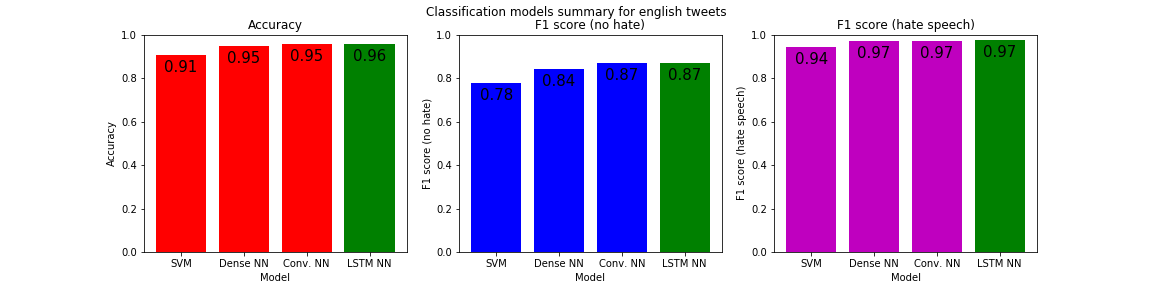 Classification models summary for english tweets
Accuracy
1.0
0.8
0.6
0.4
0.2
0.0
Accuracy
0.91
0.95
0.95
0.96
SVM Dense NN Conv. NN LSTM NN
Model
F1 score (no hate)
1.0
0.8
0.6
0.4
0.2
0.0
F1 score (no hate)
0.78
0.84
0.87
0.87
SVM Dense NN Conv. NN LSTM NN
Model
F1 score (hate speech)
1.0
0.8
0.6
0.4
0.2
0.0
F1 score (hate speech)
0.94
0.97
0.97
0.97
SVM Dense NN Conv. NN LSTM NN
Model